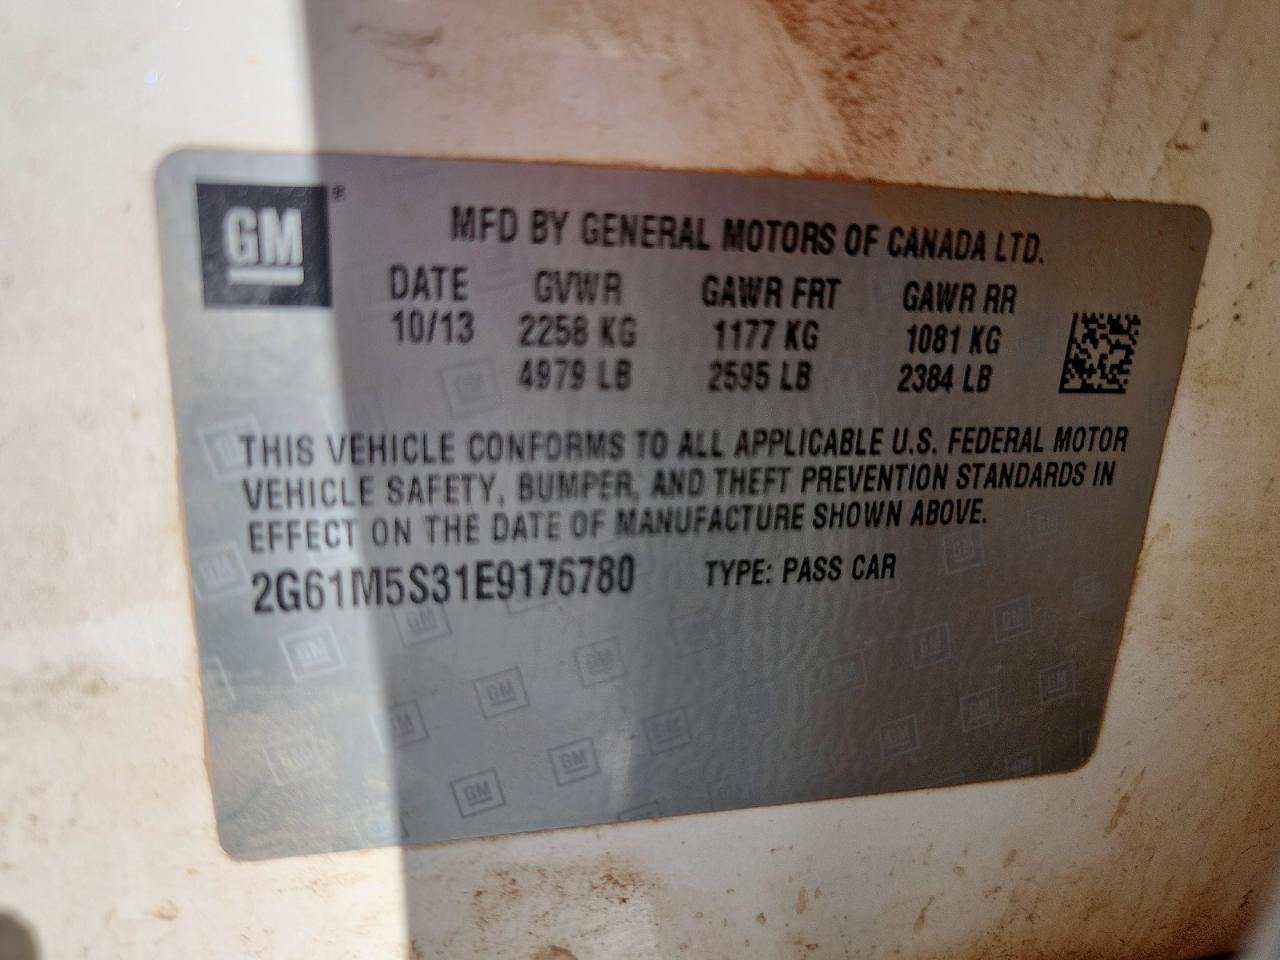 GM®
MFD BY GENERAL MOTORS OF CANADA LTD.
DATE GVWR GAWR FRT GAWR RR
10/13 2258 KG 1177 KG 1081 KG
4979 LB 2595 LB 2384 LB
THIS VEHICLE CONFORMS TO ALL APPLICABLE U.S. FEDERAL MOTOR
VEHICLE SAFETY, BUMPER, AND THEFT PREVENTION STANDARDS IN
EFFECT ON THE DATE OF MANUFACTURE SHOWN ABOVE.
2G61M5S31E9176780 TYPE: PASS CAR